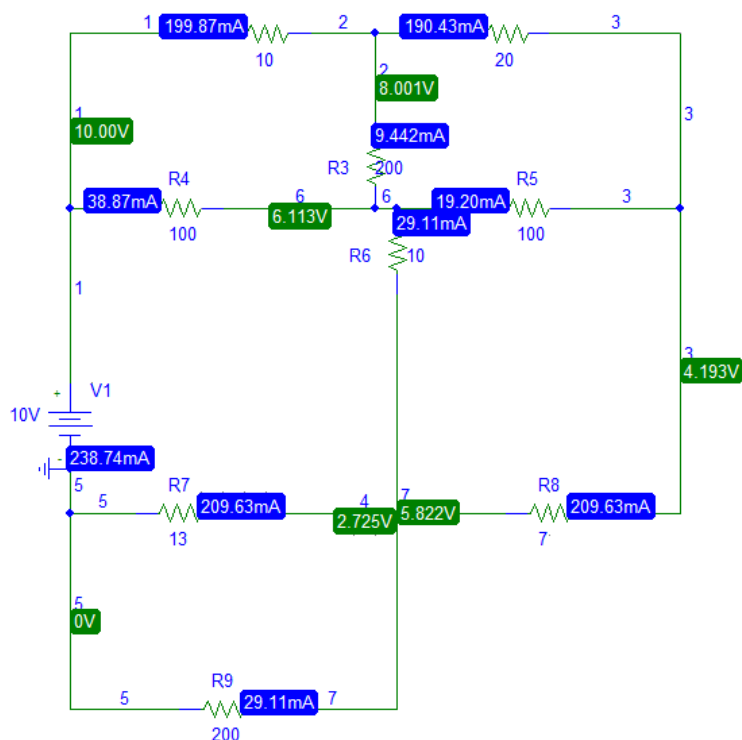 1 199.87mA 2 190.43mA 3
10 20
2
8.001V
1
10.00V
3
9.442mA
R3 200
R4 R5
38.87mA 6 6 19.20mA 3
6.113V 29.11mA
100 100
R6 10
1
3
4.193V
+ V1
10V
- 238.74mA
5 R7 4 7 R8
5 209.63mA 2.725V 5.822V 209.63mA
13 7
5
0V
R9
5 29.11mA 7
200